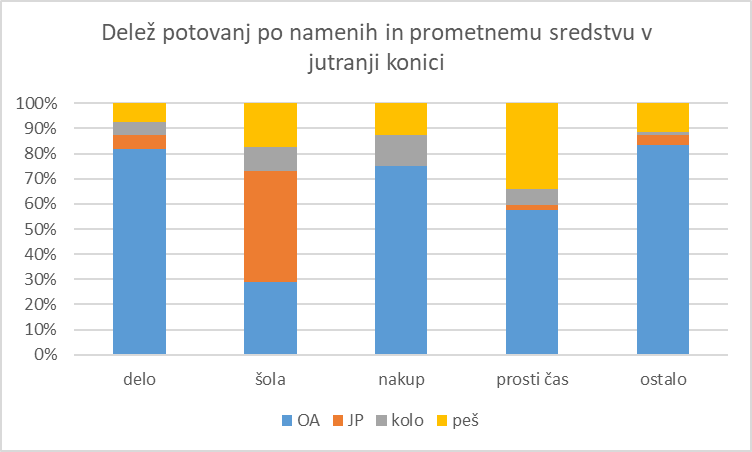 Delež potovanj po namenih in prometnemu sredstvu v
jutranji konici
100%
90%
80%
70%
60%
50%
40%
30%
20%
10%
0%
delo šola nakup prosti čas ostalo
OA JP kolo peš